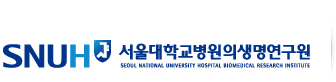 SNUH 서울대학교병원의생명연구원
SEOUL NATIONAL UNIVERSITY HOSPITAL BIOMEDICAL RESEARCH INSTITUTE